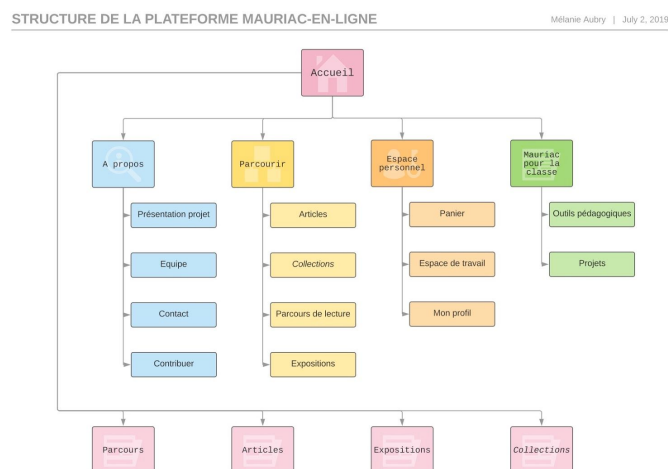 STRUCTURE DE LA PLATEFORME MAURIAC-EN-LIGNE
Mélanie Aubry | July 2, 2019
Accueil
A propos
Parcourir
Espace
personnel
Mauriac
pour la
classe
Présentation projet
Articles
Panier
Outils pédagogiques
Equipe
Collections
Espace de travail
Projets
Contact
Parcours de lecture
Mon profil
Contribuer
Expositions
Parcours
Articles
Expositions
Collections